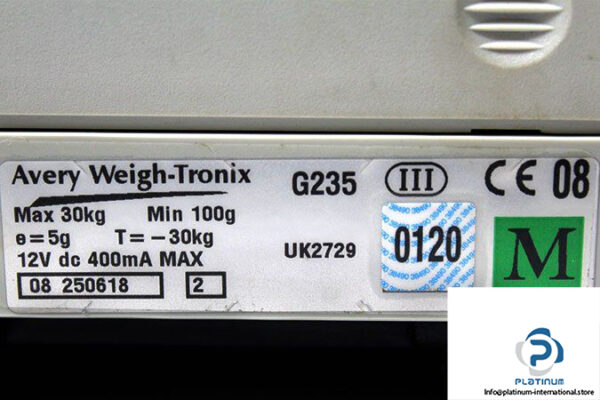 Avery Weigh-Tronix G235 III CE 08
Max 30kg Min 100g
e=5g T=-30kg UK2729 0120 M
12V dc 400mA MAX
08 250618 2
PLATINUM
Info@platinum-international.store